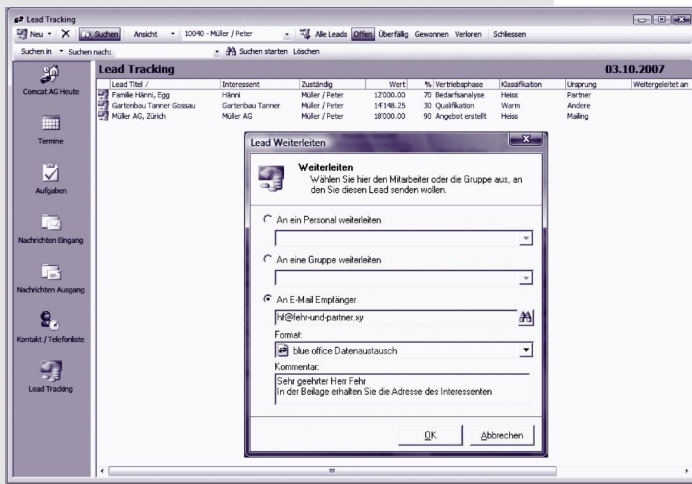 Lead Tracking
Neu Suchen Ansicht 10040 - Müller / Peter Alle Leads Offen Überfällig Gewonnen Verloren Schliessen
Suchen in Suchen nach: Suchen starten Löschen
Lead Tracking 03.10.2007
Comcat AG Heute
Termine
Aufgaben
Nachrichten Eingang
Nachrichten Ausgang
Kontakt / Telefonliste
Lead Tracking
Lead Titel / Interessent Zuständig Wert % Vertriebsphase Klassifikation Ursprung Weitergeleitet an
Familie Hänni, Egg Hänni Müller / Peter 12'000.00 70 Bedarfsanalyse Heiss Partner
Gartenbau Tanner Gossau Gartenbau Tanner Müller / Peter 14'148.25 30 Qualifikation Warm Andere
Müller AG, Zürich Müller AG Müller / Peter 18'000.00 90 Angebot erstellt Heiss Mailing
Lead Weiterleiten
Weiterleiten
Wählen Sie hier den Mitarbeiter oder die Gruppe aus, an
den Sie diesen Lead senden wollen.
An ein Personal weiterleiten
An eine Gruppe weiterleiten
An E-Mail Empfänger
hf@fehr-und-partner.xy
Format:
blue office Datenaustausch
Kommentar:
Sehr geehrter Herr Fehr
In der Beilage erhalten Sie die Adresse des Interessenten
OK Abbrechen